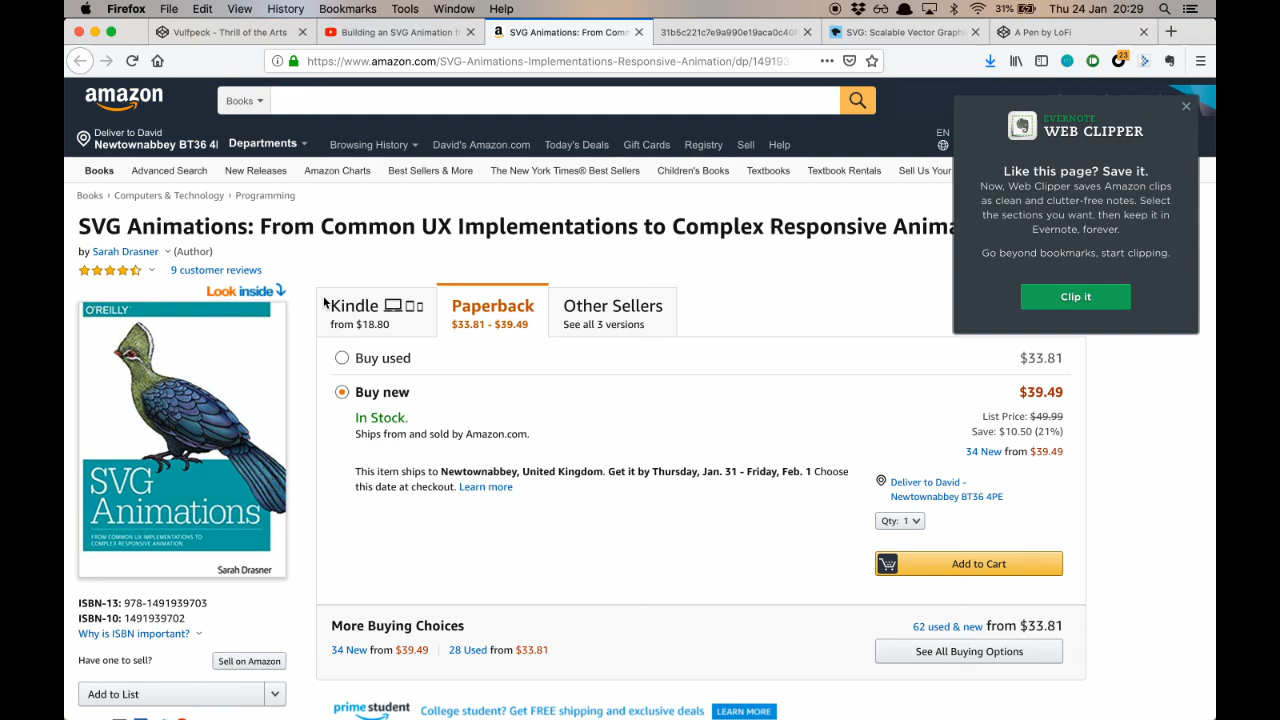 Firefox File Edit View History Bookmarks Tools Window Help 31% Thu 24 Jan 20:29
Vulfpeck - Thrill of the Arts
Building an SVG Animation f
SVG Animations: From Comm
31b5c221c7e9a990e19aca0c40f
SVG: Scalable Vector Graph
A Pen by LoFi
https://www.amazon.com/SVG-Animations-Implementations-Responsive-Animation/dp/149193
23
amazon
Books
Deliver to David
Newtownabbey BT36 4
Departments
Browsing History David's Amazon.com Today's Deals Gift Cards Registry Sell Help
EN
Books Advanced Search New Releases Amazon Charts Best Sellers & More The New York Times® Best Sellers Children's Books Textbooks Textbook Rentals Sell Us Your
Books › Computers & Technology › Programming
SVG Animations: From Common UX Implementations to Complex Responsive Anima
by Sarah Drasner (Author)
9 customer reviews
Look inside
O'REILLY
SVG
Animations
FROM COMMON UX IMPLEMENTATIONS TO
COMPLEX RESPONSIVE ANIMATION
Sarah Drasner
ISBN-13: 978-1491939703
ISBN-10: 1491939702
Why is ISBN important?
Have one to sell?
Sell on Amazon
Add to List
Kindle
from $18.80
Paperback
$33.81 - $39.49
Other Sellers
See all 3 versions
Buy used
$33.81
Buy new
$39.49
In Stock.
Ships from and sold by Amazon.com.
List Price: $49.99
Save: $10.50 (21%)
34 New from $39.49
This item ships to Newtownabbey, United Kingdom. Get it by Thursday, Jan. 31 - Friday, Feb. 1 Choose
this date at checkout. Learn more
Deliver to David -
Newtownabbey BT36 4PE
Qty: 1
Add to Cart
More Buying Choices
34 New from $39.49
28 Used from $33.81
62 used & new from $33.81
See All Buying Options
prime student
College student? Get FREE shipping and exclusive deals
LEARN MORE
EVERNOTE
WEB CLIPPER
Like this page? Save it.
Now, Web Clipper saves Amazon clips
as clean and clutter-free notes. Select
the sections you want, then keep it in
Evernote, forever.
Go beyond bookmarks, start clipping.
Clip it